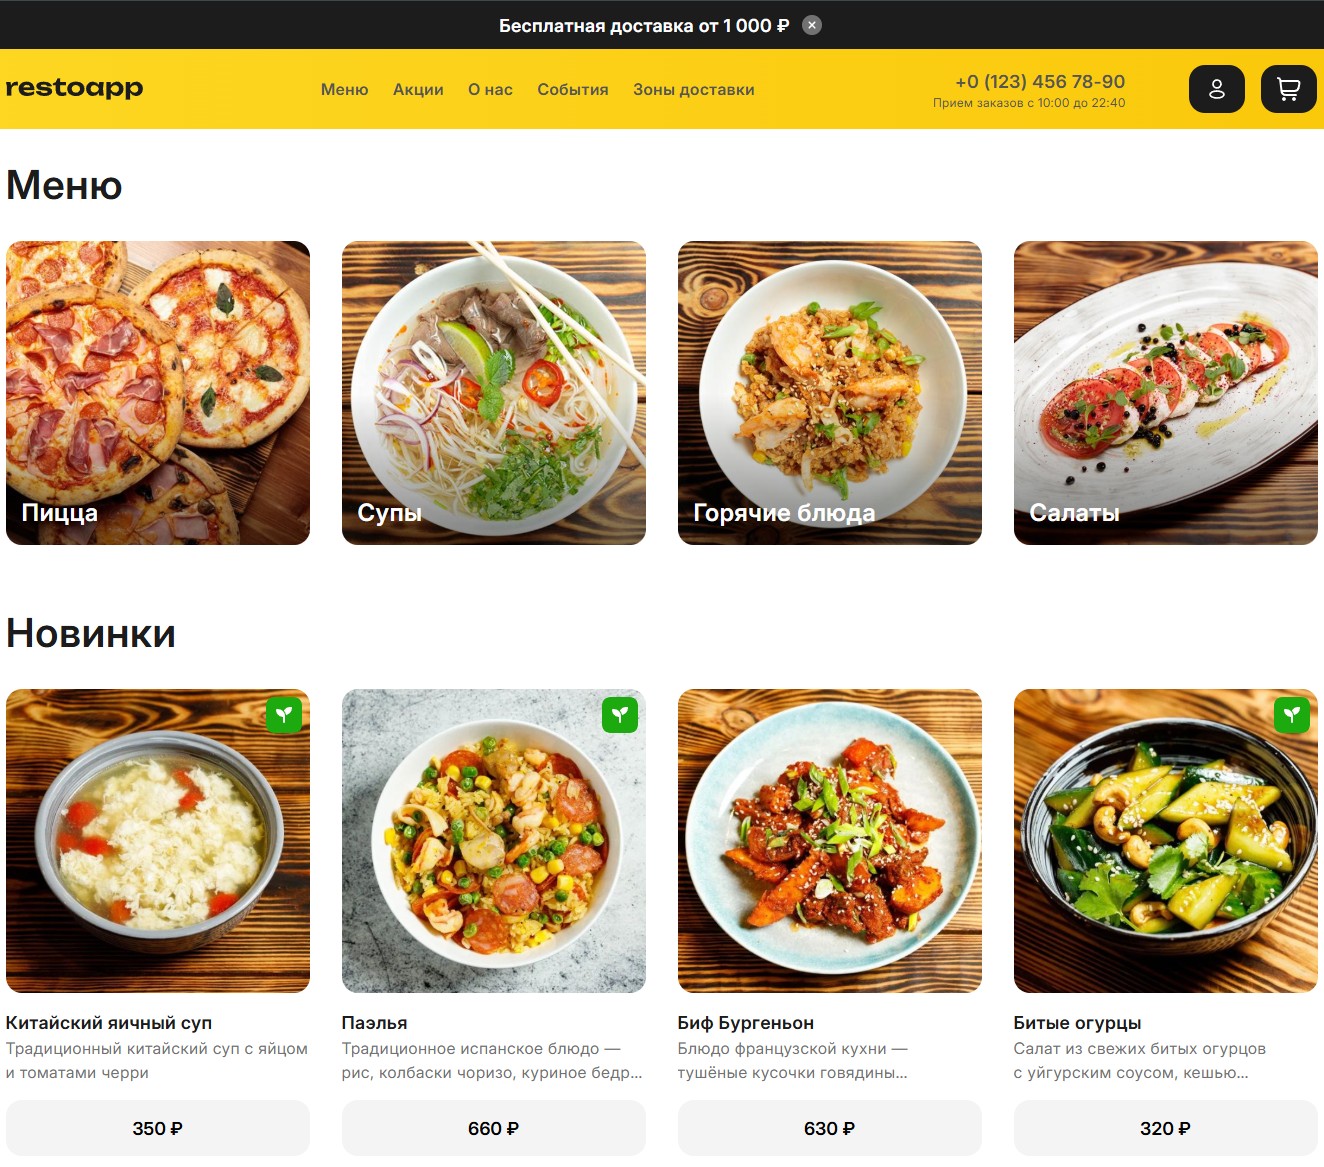 Бесплатная доставка от 1 000 ₽
restoapp
Меню
Акции
О нас
События
Зоны доставки
+0 (123) 456 78-90
Прием заказов с 10:00 до 22:40
Меню
Пицца
Супы
Горячие блюда
Салаты
Новинки
Китайский яичный суп
Традиционный китайский суп с яйцом
и томатами черри
350 ₽
Паэлья
Традиционное испанское блюдо —
рис, колбаски чоризо, куриное бедр...
660 ₽
Биф Бургеньон
Блюдо французской кухни —
тушёные кусочки говядины...
630 ₽
Битые огурцы
Салат из свежих битых огурцов
с уйгурским соусом, кешью...
320 ₽